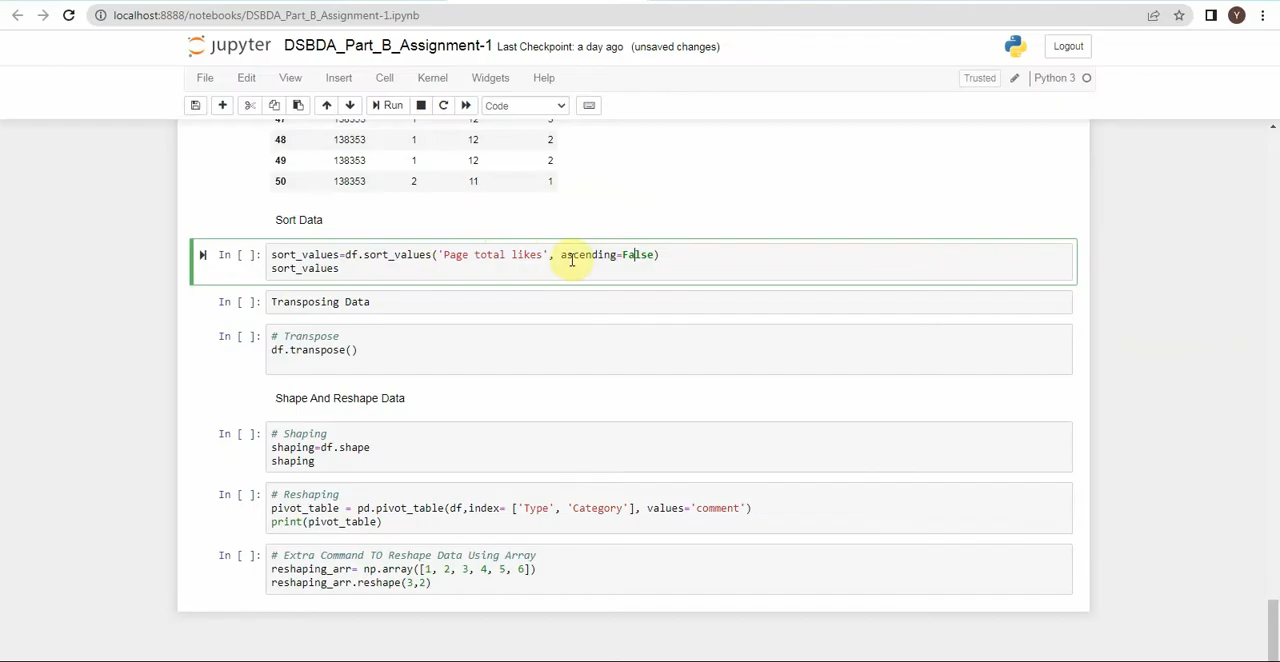 localhost:8888/notebooks/DSBDA_Part_B_Assignment-1.ipynb
Y
jupyter DSBDA_Part_B_Assignment-1 Last Checkpoint: a day ago (unsaved changes)
Logout
File Edit View Insert Cell Kernel Widgets Help
Trusted Python 3
Run Code
47 138353 1 12
48 138353 1 12 2
49 138353 1 12 2
50 138353 2 11 1
Sort Data
In [ ]: sort_values=df.sort_values('Page total likes', ascending=False)
sort_values
In [ ]: Transposing Data
In [ ]: # Transpose
df.transpose()
Shape And Reshape Data
In [ ]: # Shaping
shaping=df.shape
shaping
In [ ]: # Reshaping
pivot_table = pd.pivot_table(df,index= ['Type', 'Category'], values='comment')
print(pivot_table)
In [ ]: # Extra Command TO Reshape Data Using Array
reshaping_arr= np.array([1, 2, 3, 4, 5, 6])
reshaping_arr.reshape(3,2)